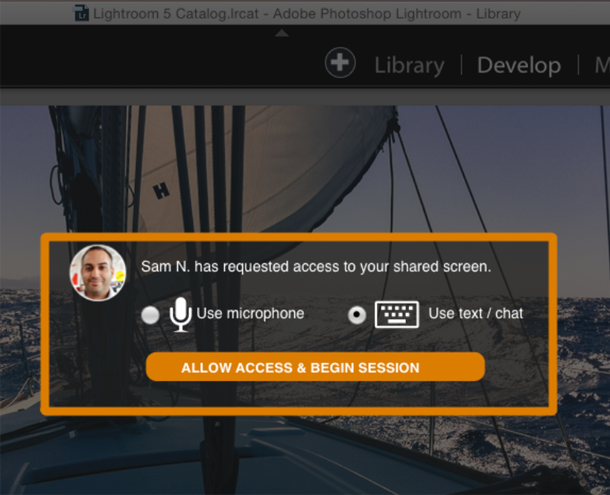 Lightroom 5 Catalog.lrcat - Adobe Photoshop Lightroom - Library
Library | Develop | M
H
Sam N. has requested access to your shared screen.
Use microphone Use text / chat
ALLOW ACCESS & BEGIN SESSION